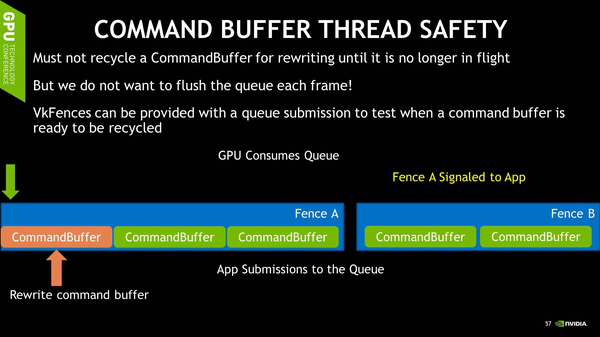 GPU TECHNOLOGY
CONFERENCE
COMMAND BUFFER THREAD SAFETY
Must not recycle a CommandBuffer for rewriting until it is no longer in flight
But we do not want to flush the queue each frame!
VkFences can be provided with a queue submission to test when a command buffer is
ready to be recycled
GPU Consumes Queue
Fence A Signaled to App
Fence A
Fence B
CommandBuffer CommandBuffer CommandBuffer CommandBuffer CommandBuffer
App Submissions to the Queue
Rewrite command buffer
57 NVIDIA